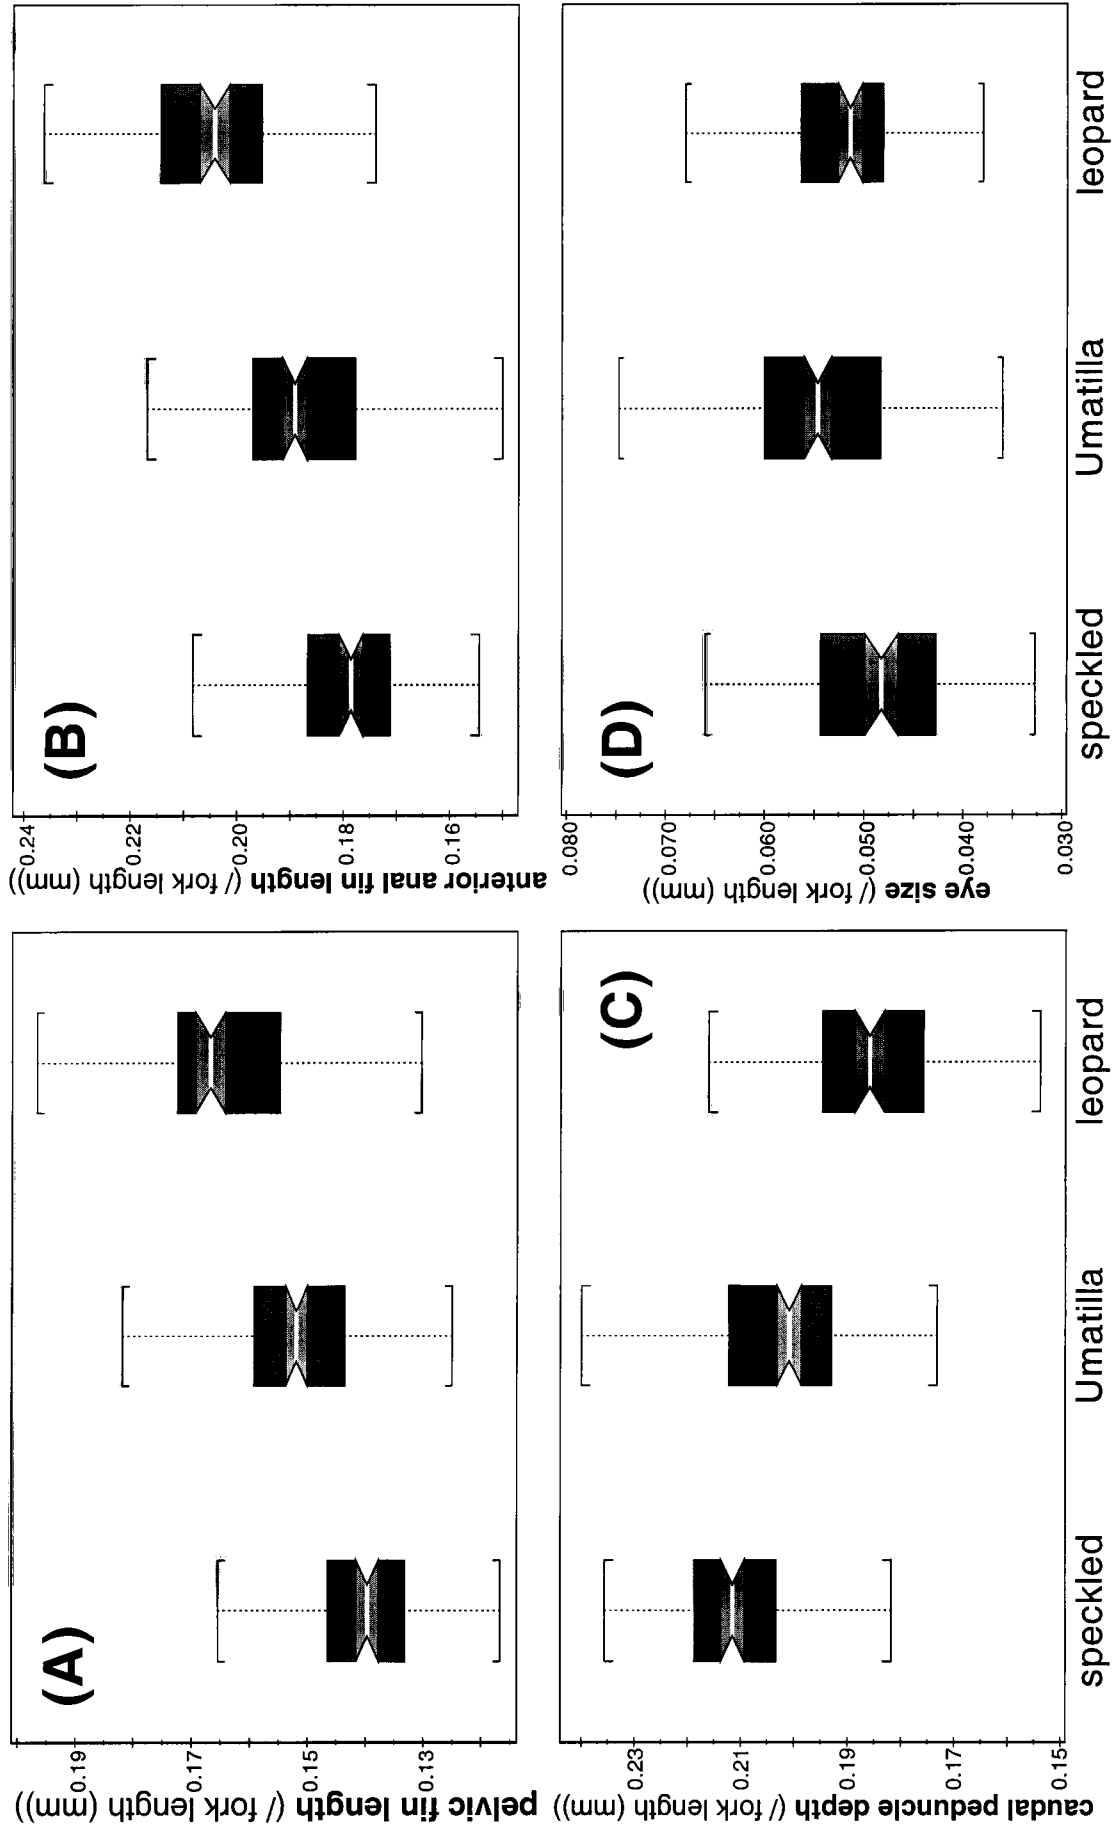 (A)
pelvic fin length (/ fork length (mm))
0.19
0.17
0.15
0.13
(B)
anterior anal fin length (/ fork length (mm))
0.24
0.22
0.20
0.18
0.16
(C)
caudal peduncle depth (/ fork length (mm))
0.23
0.21
0.19
0.17
0.15
speckled Umatilla leopard
(D)
eye size (/ fork length (mm))
0.080
0.070
0.060
0.050
0.040
0.030
speckled Umatilla leopard